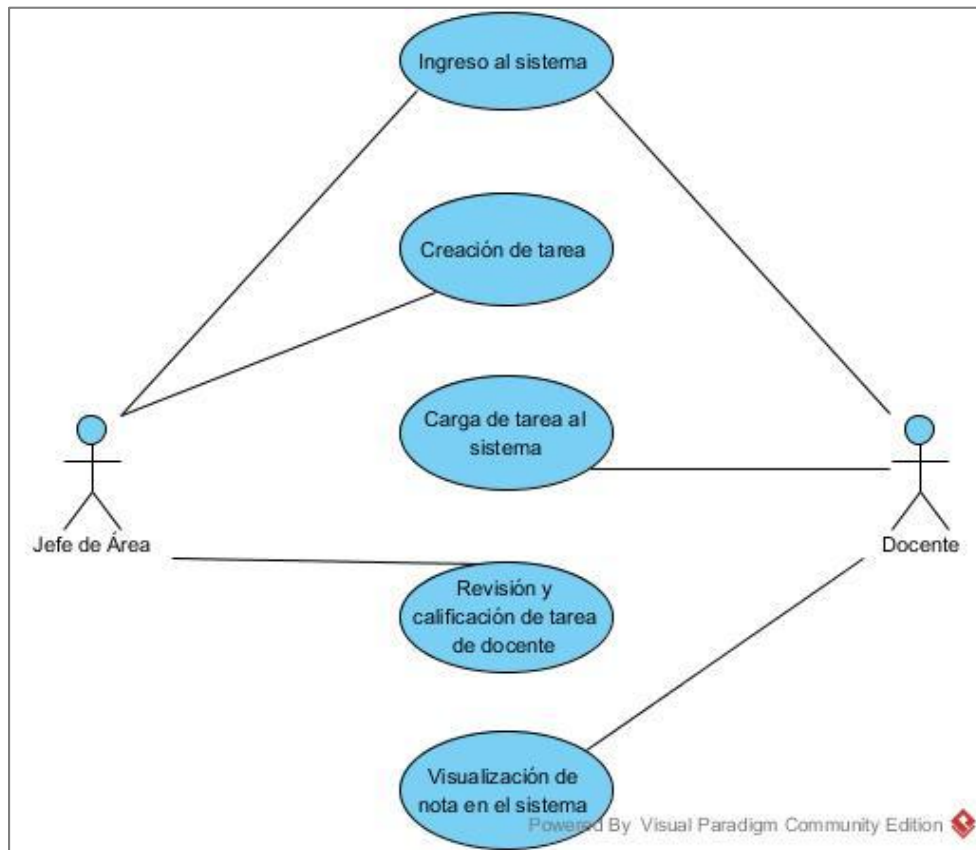 Ingreso al sistema
Creación de tarea
Carga de tarea al
sistema
Jefe de Área
Docente
Revisión y
calificación de tarea
de docente
Visualización de
nota en el sistema
Powered By Visual Paradigm Community Edition